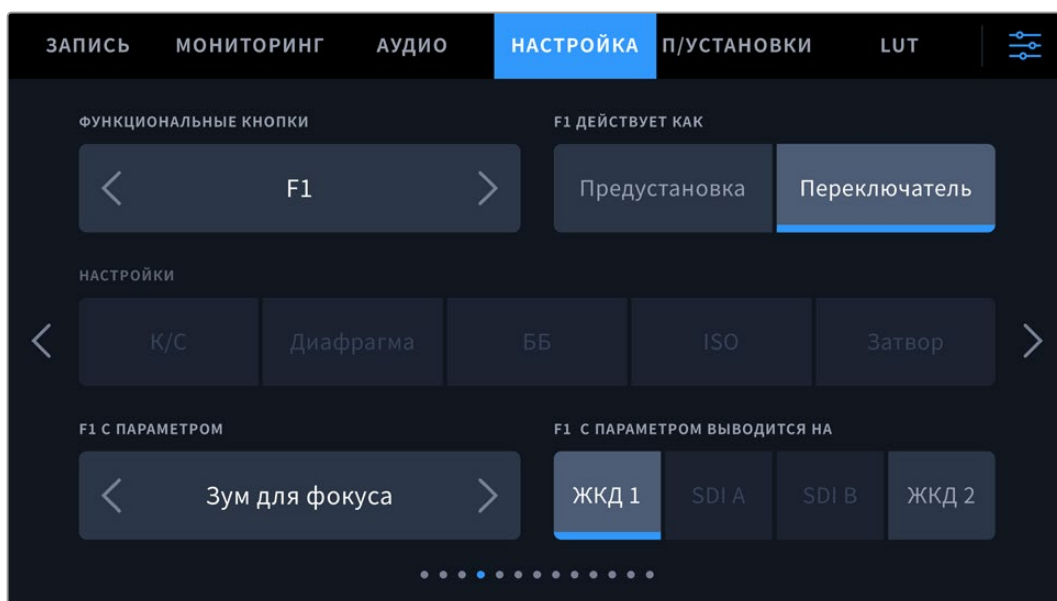 ЗАПИСЬ МОНИТОРИНГ АУДИО НАСТРОЙКА П/УСТАНОВКИ LUT
ФУНКЦИОНАЛЬНЫЕ КНОПКИ F1 ДЕЙСТВУЕТ КАК
F1 Предустановка Переключатель
НАСТРОЙКИ
К/С Диафрагма ББ ISO Затвор
F1 С ПАРАМЕТРОМ F1 С ПАРАМЕТРОМ ВЫВОДИТСЯ НА
Зум для фокуса ЖКД 1 SDI A SDI B ЖКД 2